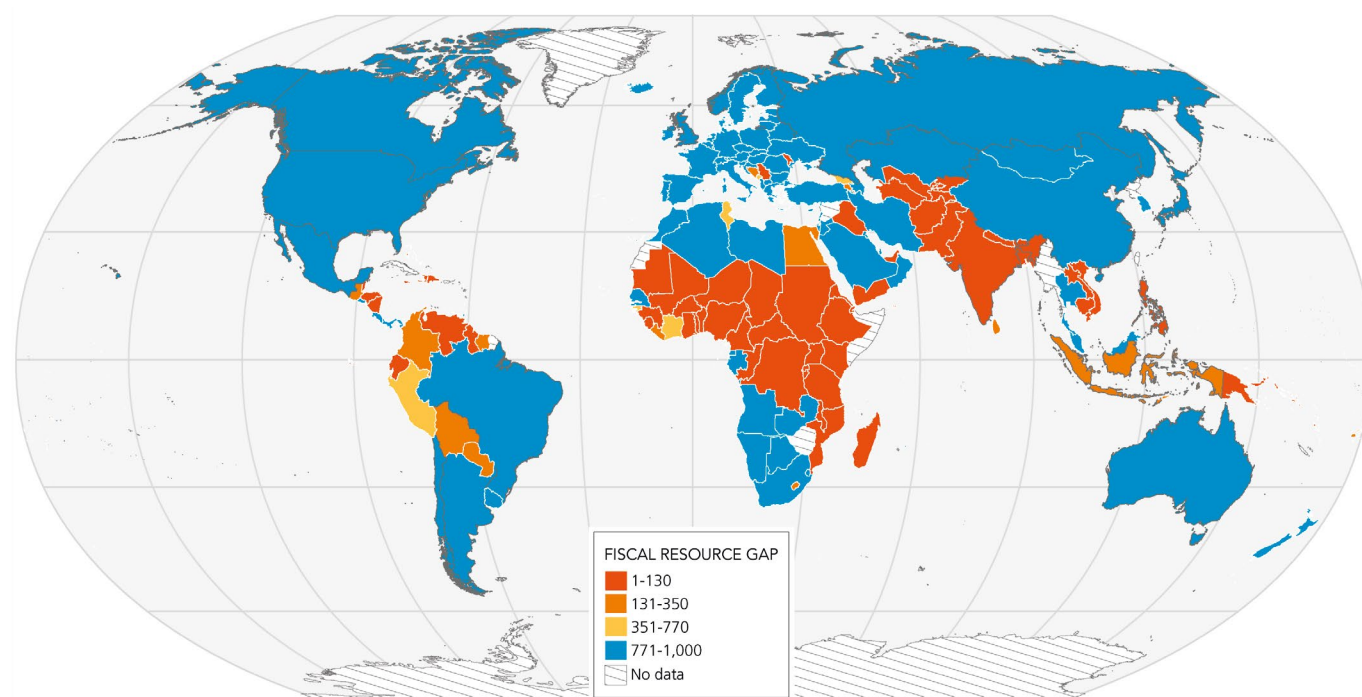 FISCAL RESOURCE GAP
1-130
131-350
351-770
771-1,000
No data